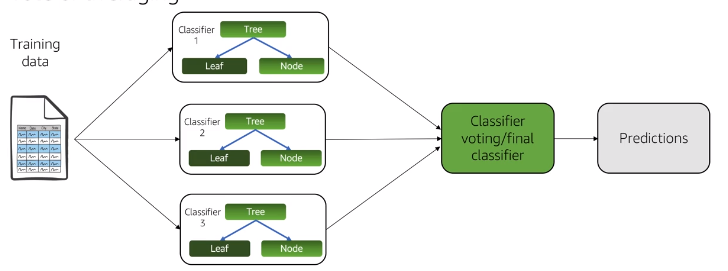 Training
data
Classifier
1
Tree
Leaf
Node
Classifier
2
Tree
Leaf
Node
Classifier
3
Tree
Leaf
Node
Classifier
voting/final
classifier
Predictions